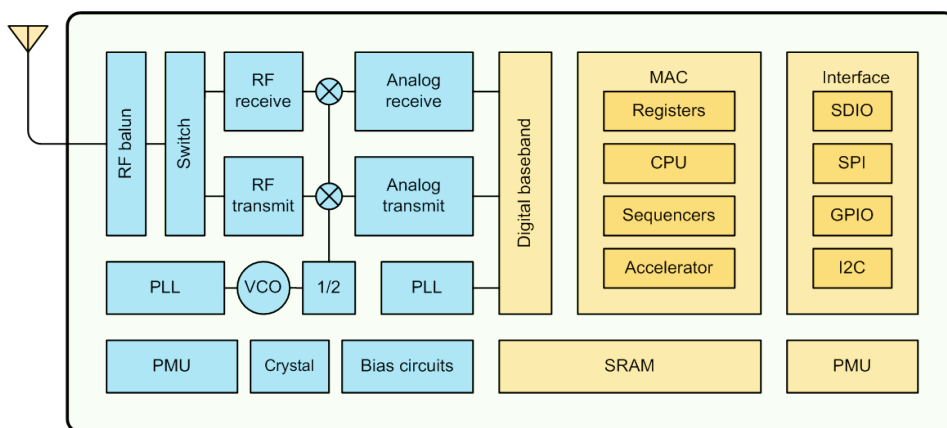 RF balun
Switch
RF
receive
Analog
receive
RF
transmit
Analog
transmit
Digital baseband
PLL
VCO
1/2
PLL
MAC
Registers
CPU
Sequencers
Accelerator
Interface
SDIO
SPI
GPIO
I2C
PMU
Crystal
Bias circuits
SRAM
PMU